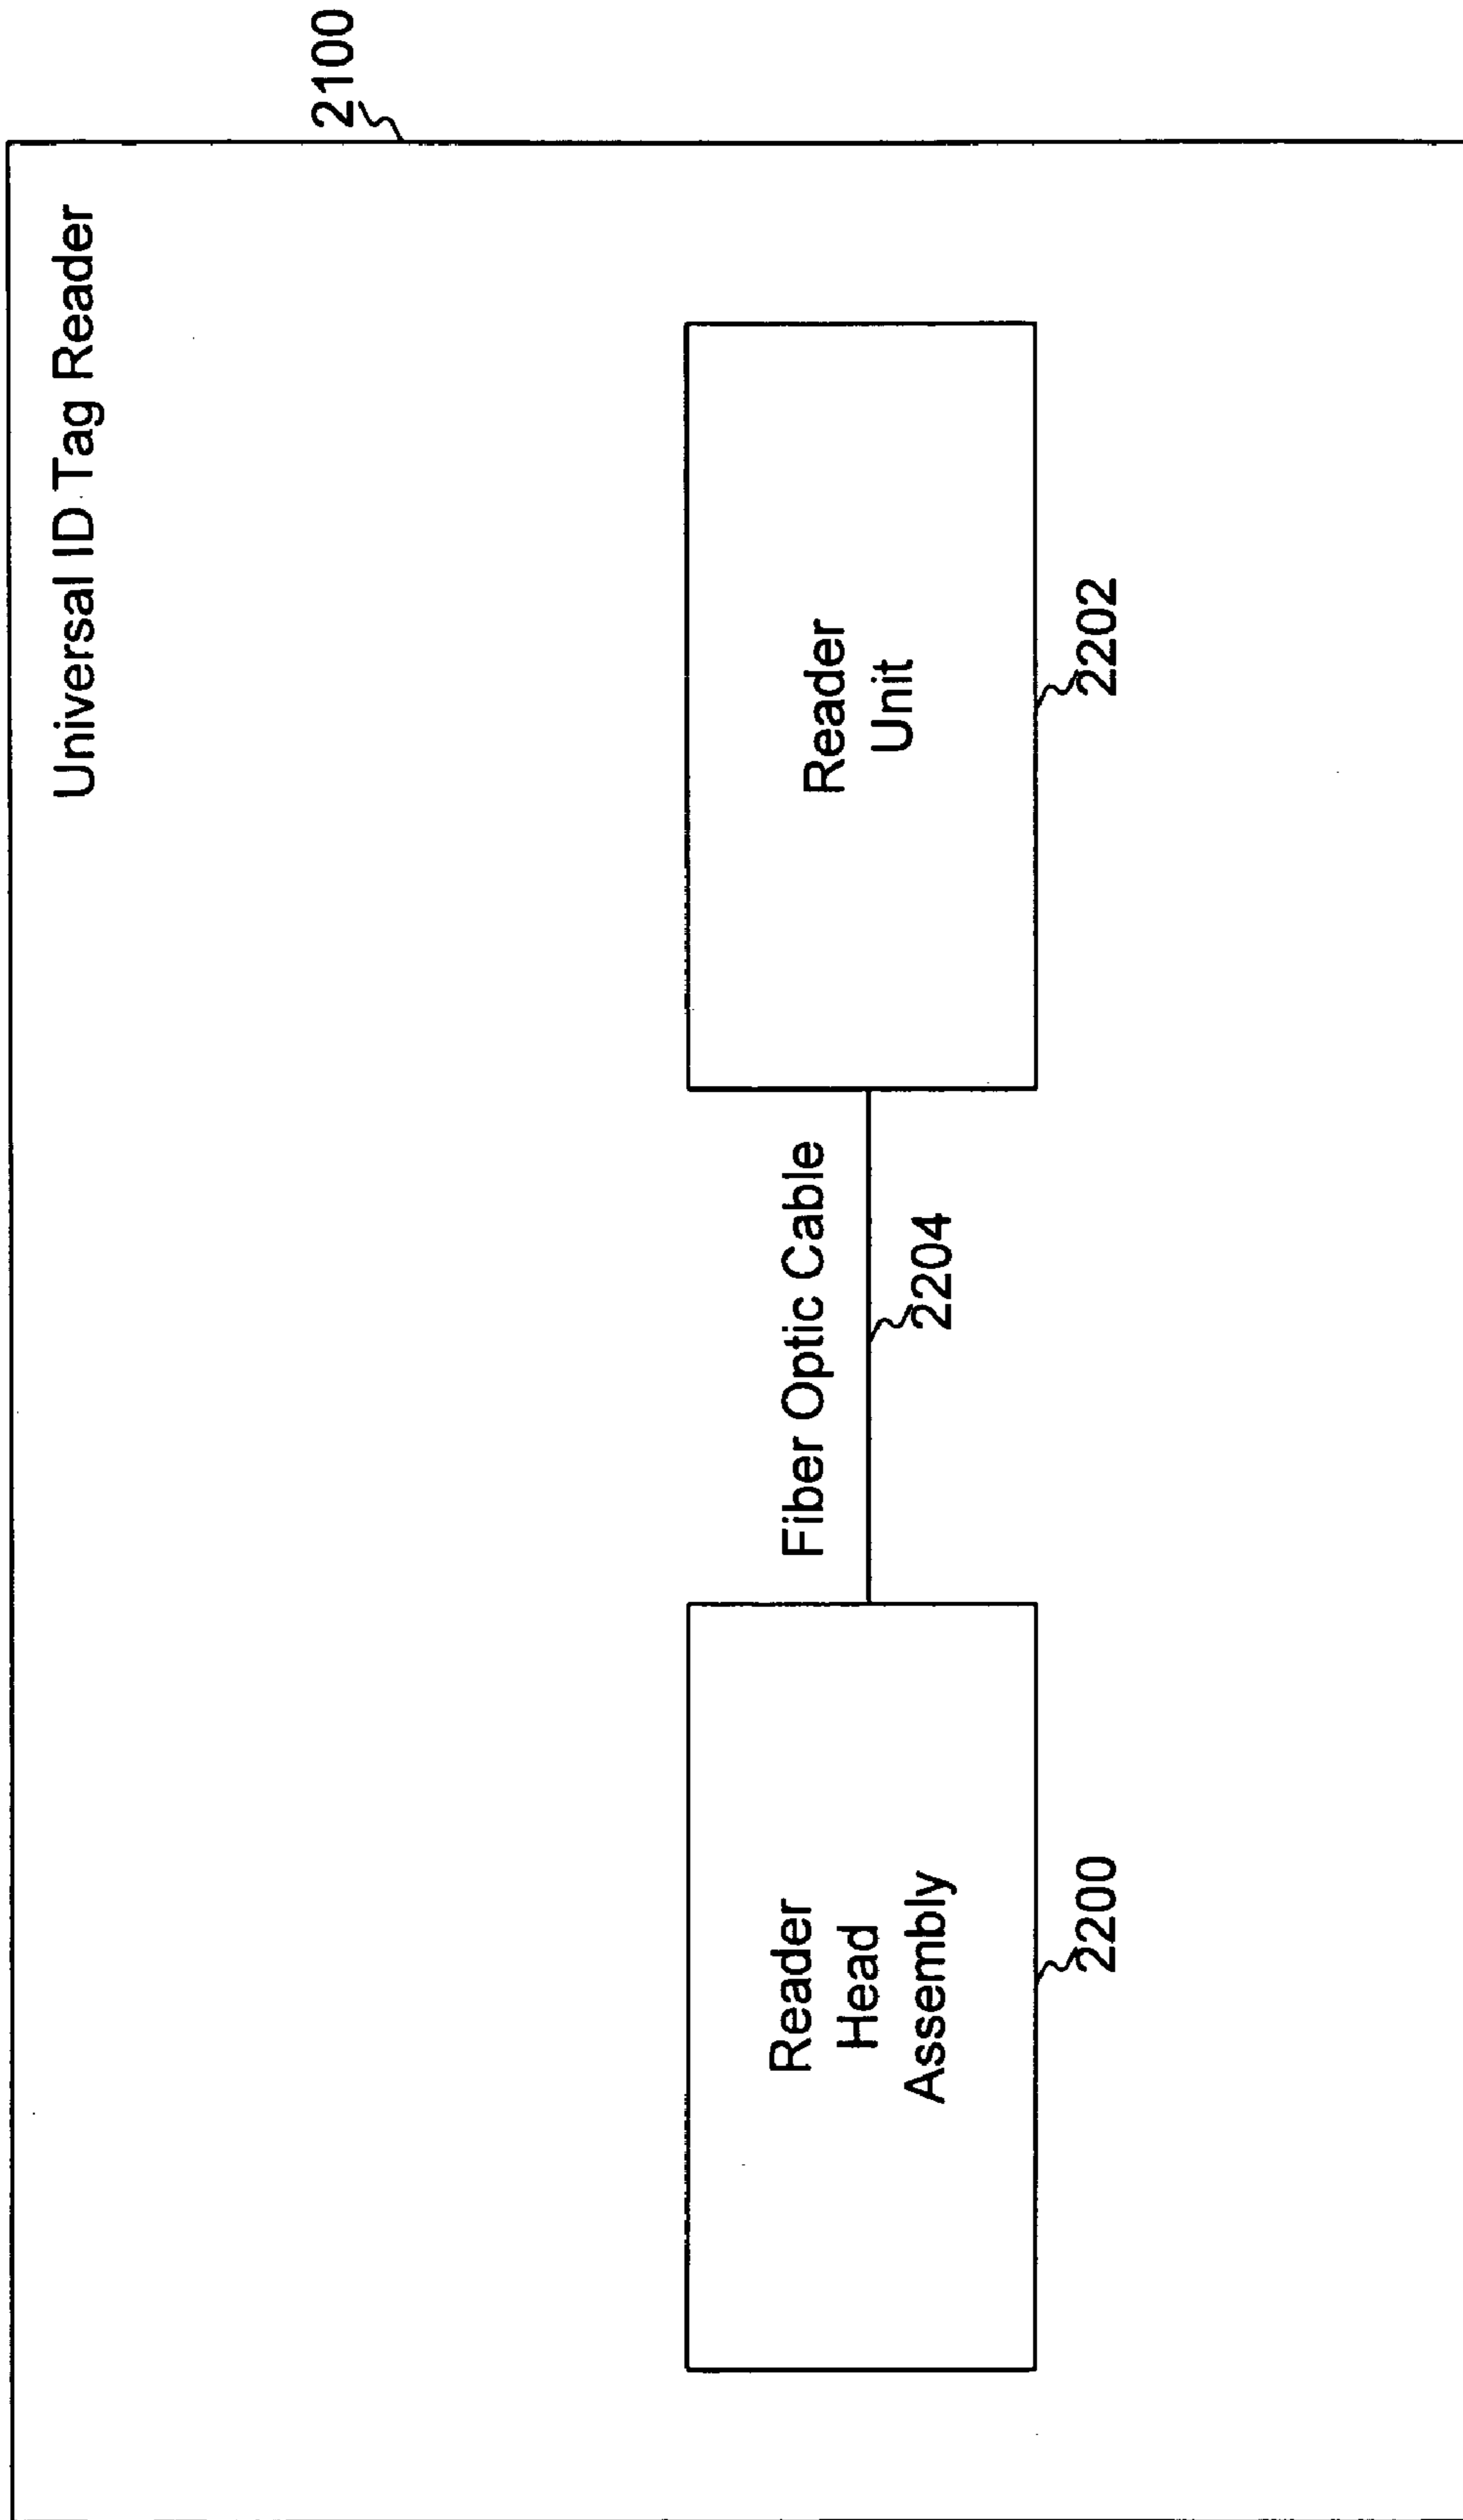 Universal ID Tag Reader
2100
Reader
Head
Assembly
2200
Fiber Optic Cable
2204
Reader
Unit
2202